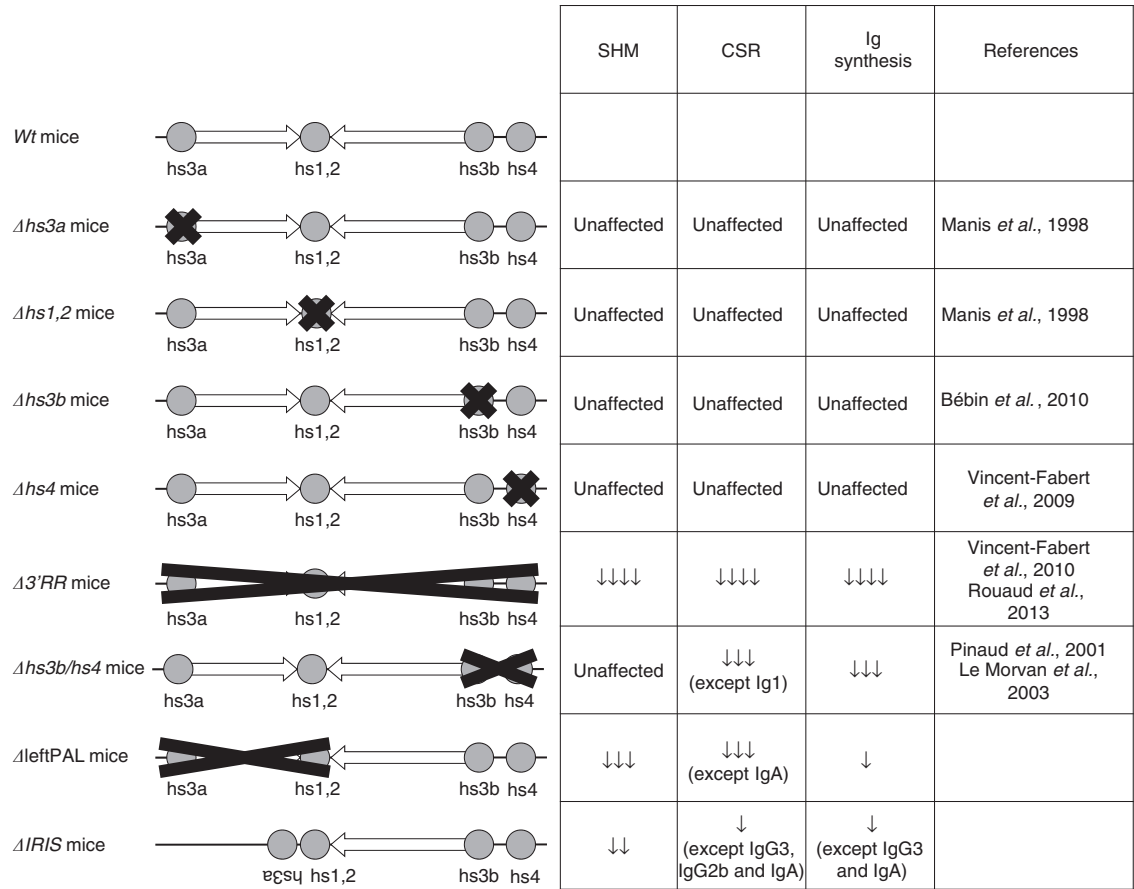 SHM CSR Ig synthesis References
Wt mice
hs3a hs1,2 hs3b hs4
Δhs3a mice Unaffected Unaffected Unaffected Manis et al., 1998
hs3a hs1,2 hs3b hs4
Δhs1,2 mice Unaffected Unaffected Unaffected Manis et al., 1998
hs3a hs1,2 hs3b hs4
Δhs3b mice Unaffected Unaffected Unaffected Bébin et al., 2010
hs3a hs1,2 hs3b hs4
Δhs4 mice Unaffected Unaffected Unaffected Vincent-Fabert et al., 2009
hs3a hs1,2 hs3b hs4
Δ3'RR mice ↓↓↓↓ ↓↓↓↓ ↓↓↓↓ Vincent-Fabert et al., 2010 Rouaud et al., 2013
hs3a hs1,2 hs3b hs4
Δhs3b/hs4 mice Unaffected ↓↓↓ (except Ig1) ↓↓↓ Pinaud et al., 2001 Le Morvan et al., 2003
hs3a hs1,2 hs3b hs4
ΔleftPAL mice ↓↓↓ ↓↓↓ (except IgA) ↓
hs3a hs1,2 hs3b hs4
ΔIRIS mice ↓↓ ↓ (except IgG3, IgG2b and IgA) ↓ (except IgG3 and IgA)
hs3a hs1,2 hs3b hs4